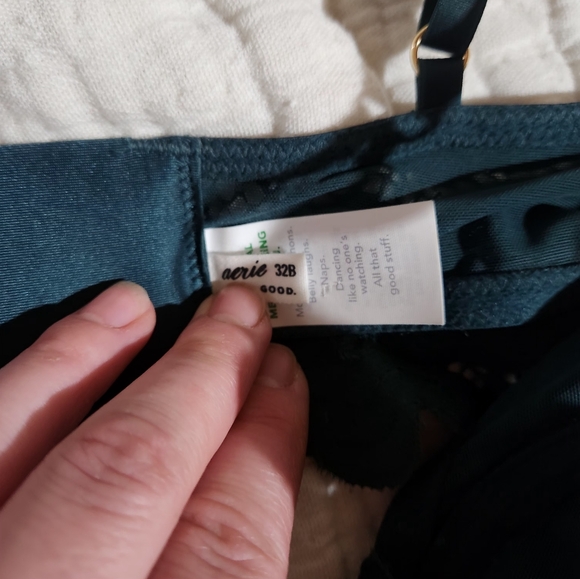 aerie 32B
GOOD.
Belly laughs.
—Naps.
Dancing
like no one's
watching.
All that
good stuff.